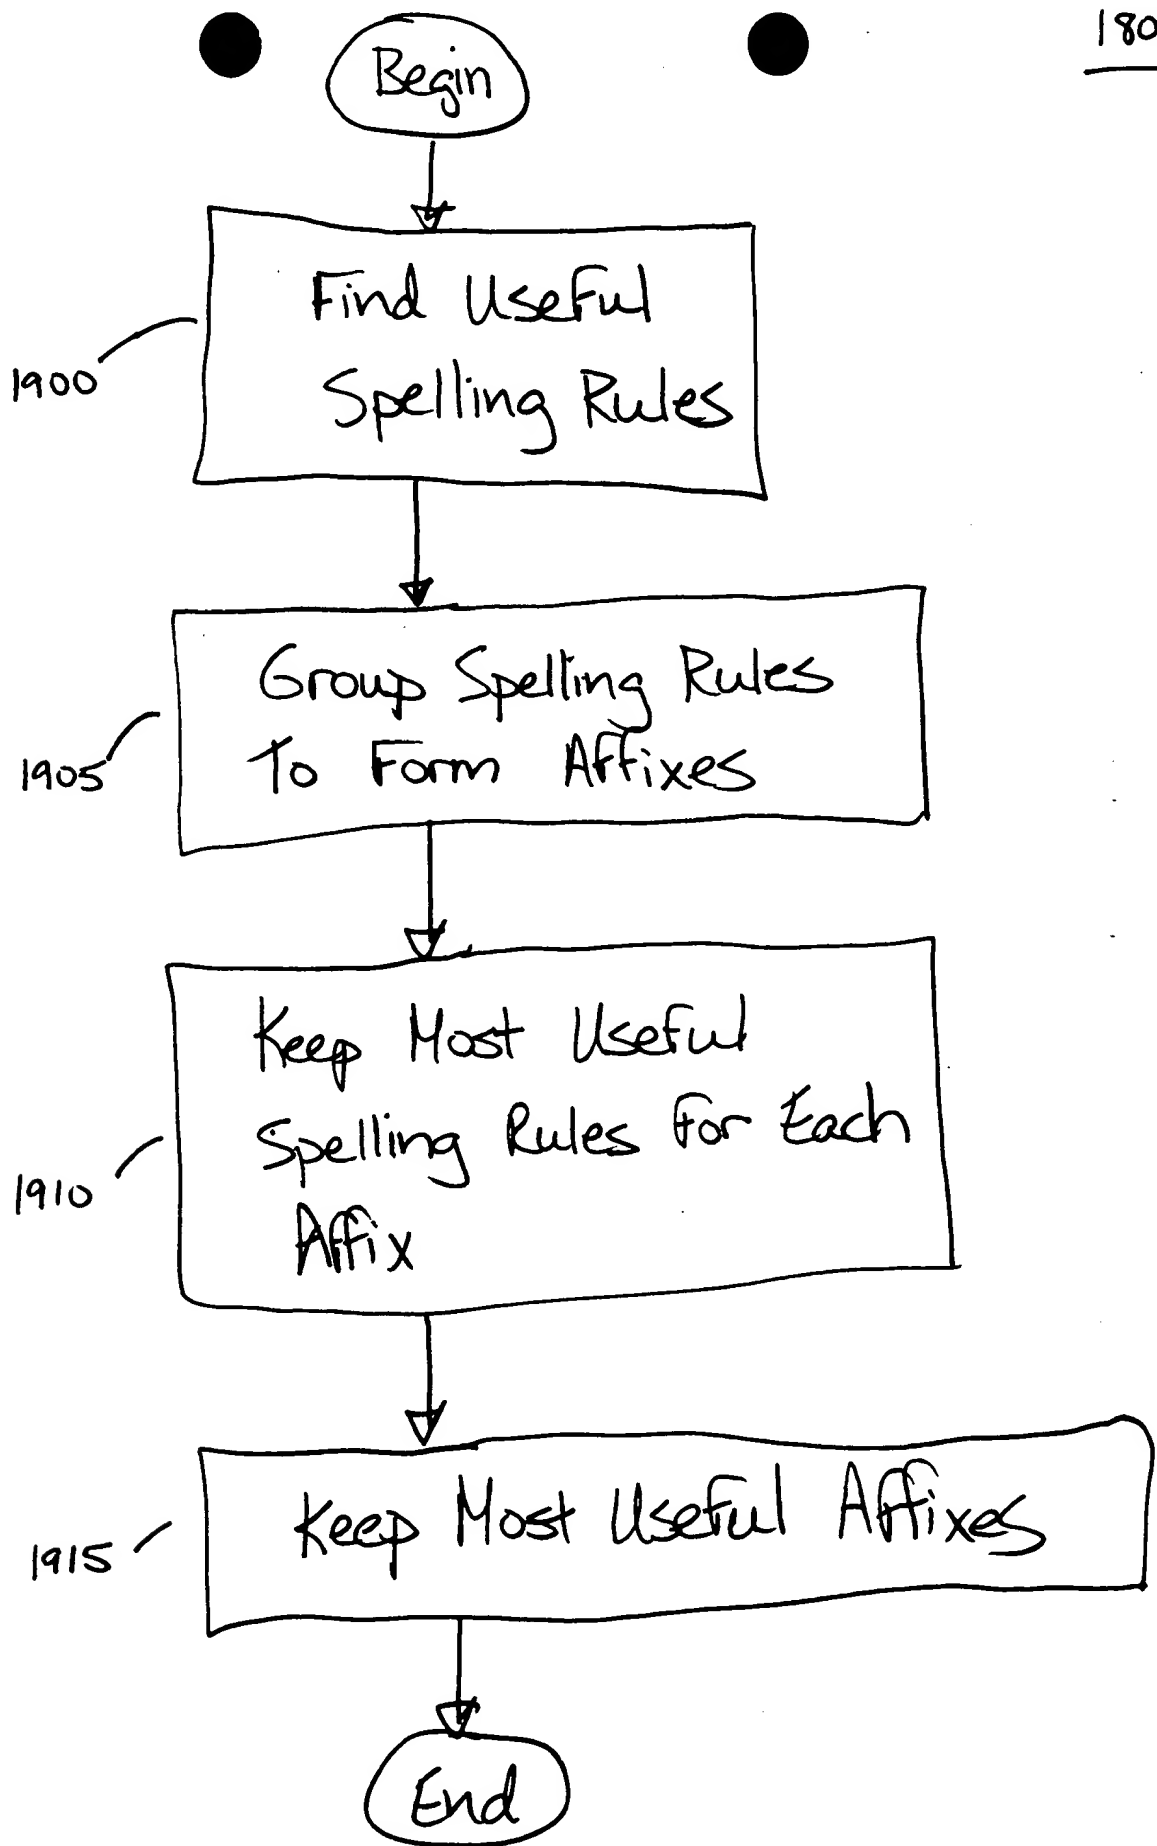 180
Begin
Find Useful
Spelling Rules
1900
Group Spelling Rules
To Form Affixes
1905
Keep Most Useful
Spelling Rules For Each
Affix
1910
Keep Most Useful Affixes
1915
End